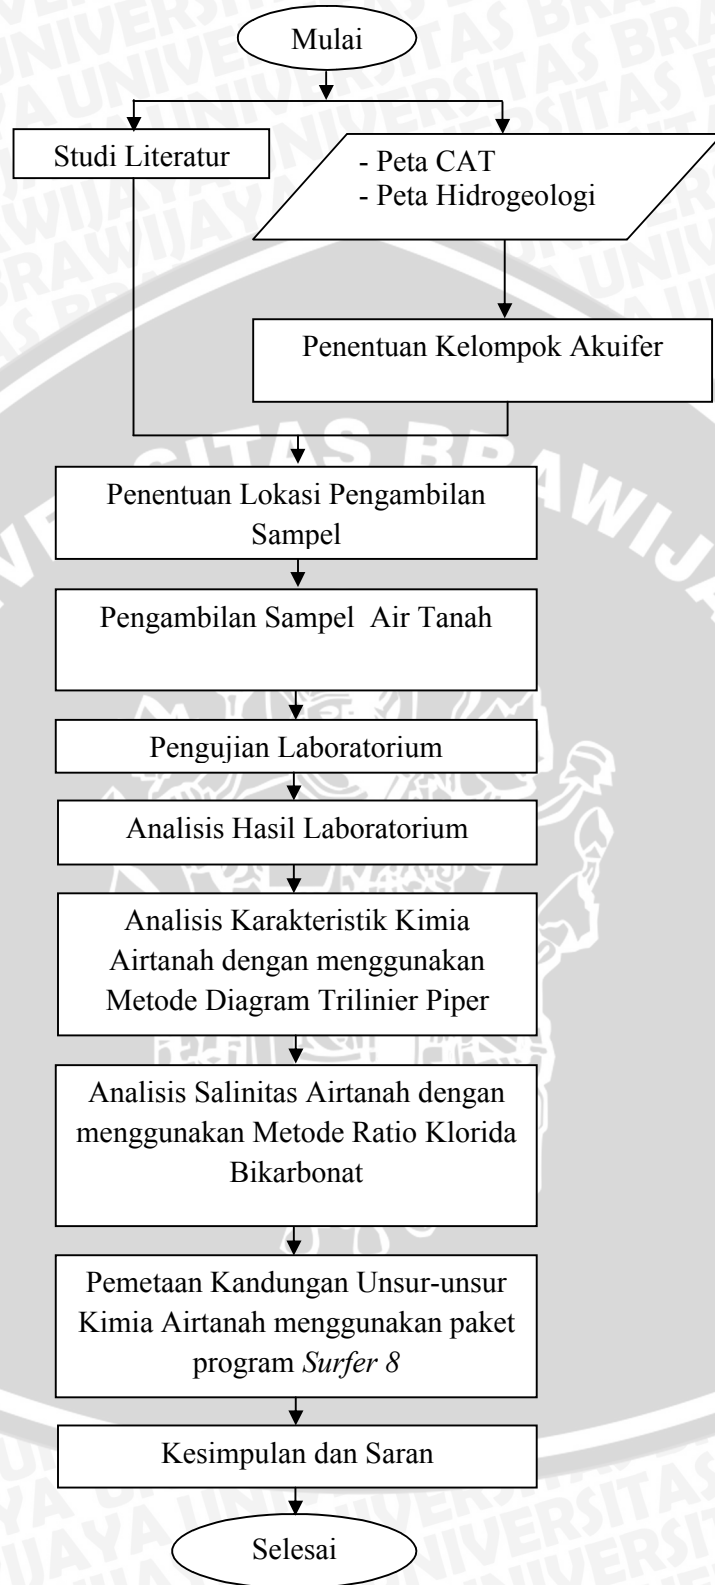 Mulai
Studi Literatur
- Peta CAT
- Peta Hidrogeologi
Penentuan Kelompok Akuifer
Penentuan Lokasi Pengambilan
Sampel
Pengambilan Sampel Air Tanah
Pengujian Laboratorium
Analisis Hasil Laboratorium
Analisis Karakteristik Kimia
Airtanah dengan menggunakan
Metode Diagram Trilinier Piper
Analisis Salinitas Airtanah dengan
menggunakan Metode Ratio Klorida
Bikarbonat
Pemetaan Kandungan Unsur-unsur
Kimia Airtanah menggunakan paket
program Surfer 8
Kesimpulan dan Saran
Selesai